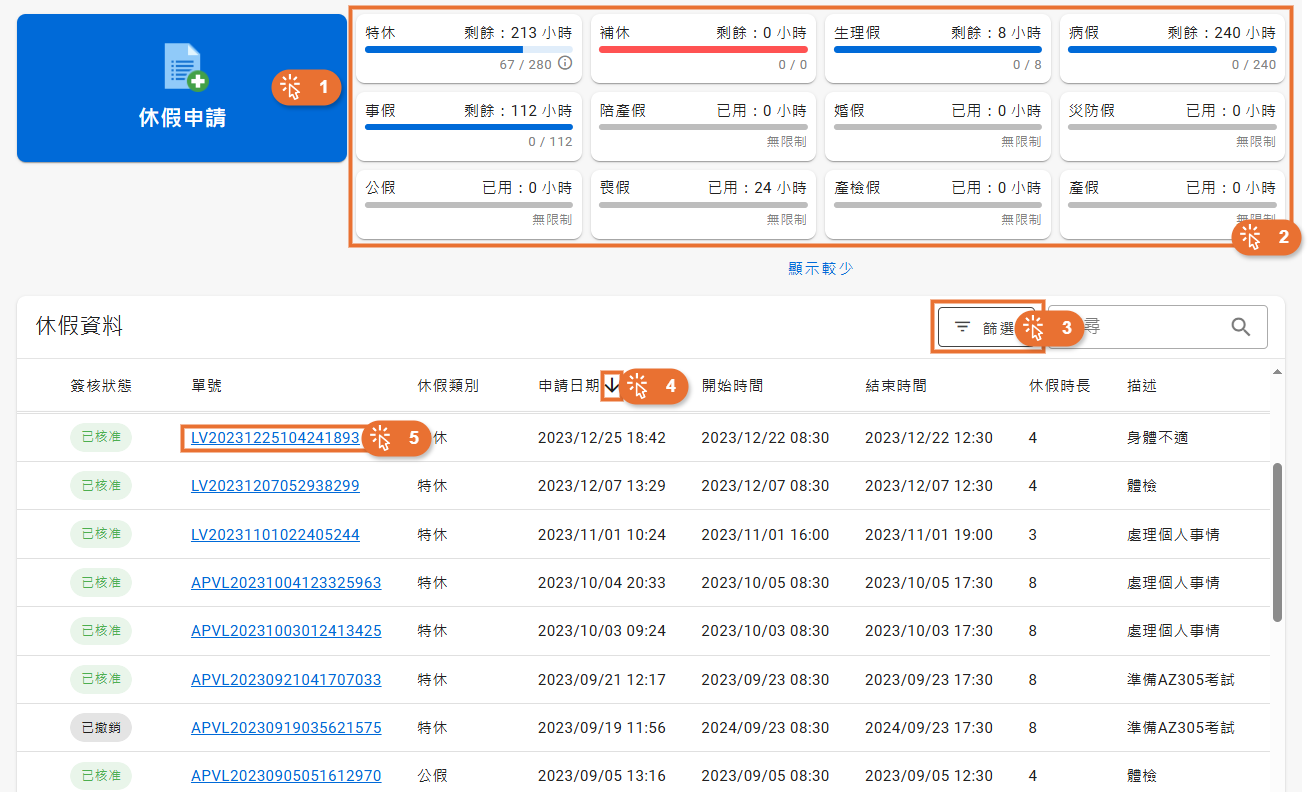 休假申請
1
特休 剩餘：213 小時
67 / 280
補休 剩餘：0 小時
0 / 0
生理假 剩餘：8 小時
0 / 8
病假 剩餘：240 小時
0 / 240
事假 剩餘：112 小時
0 / 112
陪產假 已用：0 小時
無限制
婚假 已用：0 小時
無限制
災防假 已用：0 小時
無限制
公假 已用：0 小時
無限制
喪假 已用：24 小時
無限制
產檢假 已用：0 小時
無限制
產假 已用：0 小時
無限制
2
顯示較少
休假資料
篩選
3
尋
簽核狀態 單號 休假類別 申請日期 4 開始時間 結束時間 休假時長 描述
已核准 LV20231225104241893 5 休 2023/12/25 18:42 2023/12/22 08:30 2023/12/22 12:30 4 身體不適
已核准 LV20231207052938299 特休 2023/12/07 13:29 2023/12/07 08:30 2023/12/07 12:30 4 體檢
已核准 LV20231101022405244 特休 2023/11/01 10:24 2023/11/01 16:00 2023/11/01 19:00 3 處理個人事情
已核准 APVL20231004123325963 特休 2023/10/04 20:33 2023/10/05 08:30 2023/10/05 17:30 8 處理個人事情
已核准 APVL20231003012413425 特休 2023/10/03 09:24 2023/10/03 08:30 2023/10/03 17:30 8 處理個人事情
已核准 APVL20230921041707033 特休 2023/09/21 12:17 2023/09/23 08:30 2023/09/23 17:30 8 準備AZ305考試
已撤銷 APVL20230919035621575 特休 2023/09/19 11:56 2024/09/23 08:30 2024/09/23 17:30 8 準備AZ305考試
已核准 APVL20230905051612970 公假 2023/09/05 13:16 2023/09/05 08:30 2023/09/05 12:30 4 體檢